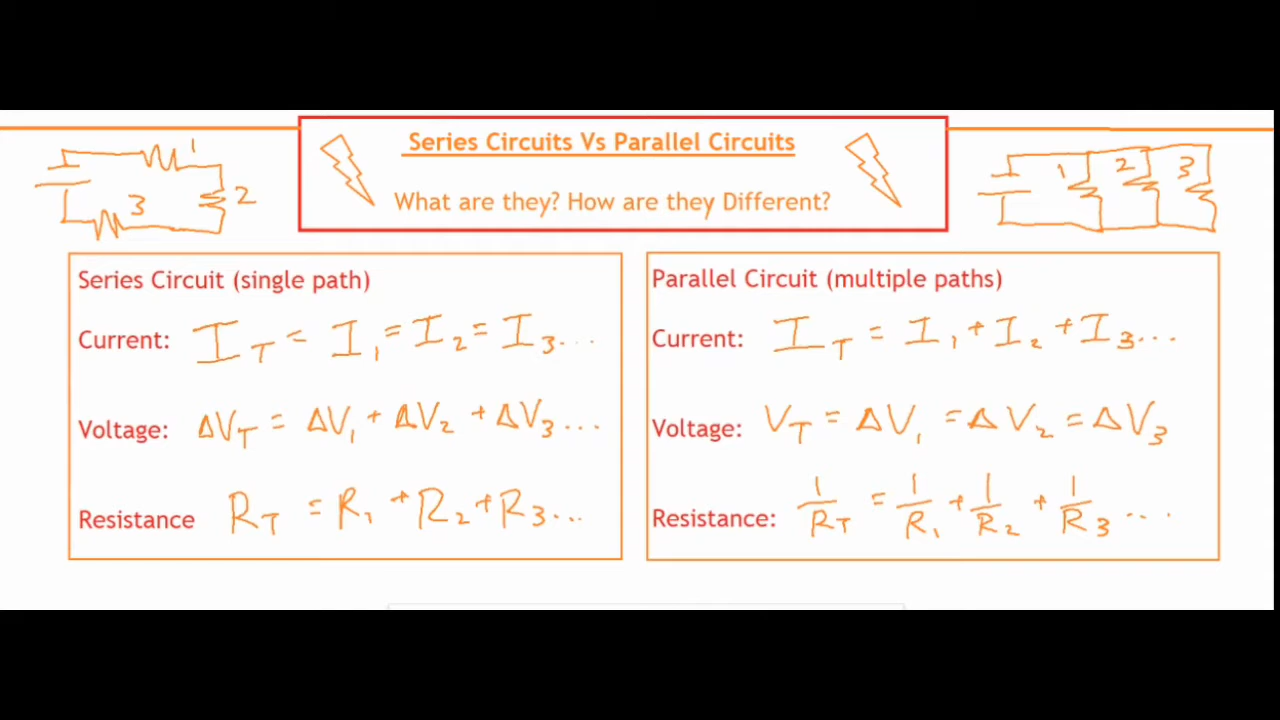 Series Circuits Vs Parallel Circuits
What are they? How are they Different?
1
2
3
1 2 3
Series Circuit (single path)
Current: I_T = I_1 = I_2 = I_3...
Voltage: ΔV_T = ΔV_1 + ΔV_2 + ΔV_3...
Resistance R_T = R_1 + R_2 + R_3...
Parallel Circuit (multiple paths)
Current: I_T = I_1 + I_2 + I_3...
Voltage: V_T = ΔV_1 = ΔV_2 = ΔV_3
Resistance: 1/R_T = 1/R_1 + 1/R_2 + 1/R_3 ....